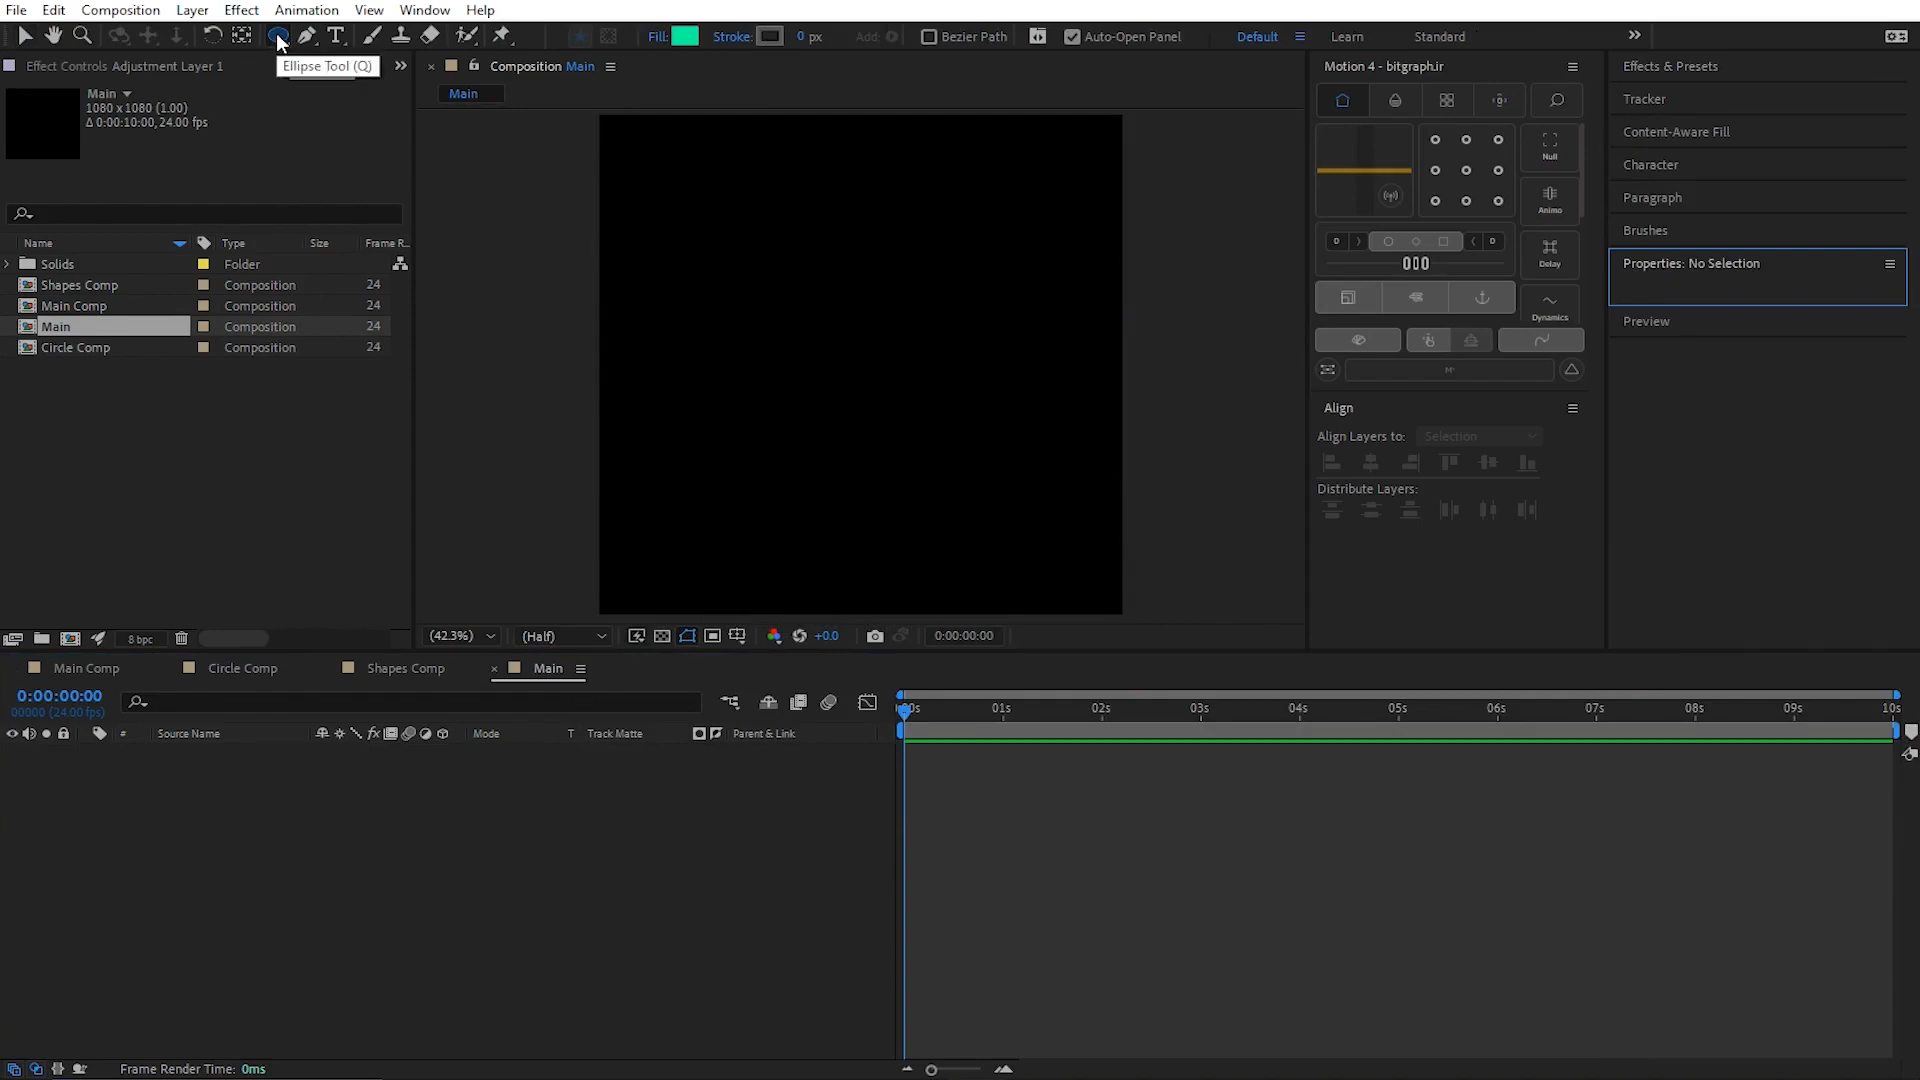 File Edit Composition Layer Effect Animation View Window Help
Fill: Stroke: 0 px Add: Bezier Path Auto-Open Panel Default Learn Standard
Ellipse Tool (Q)
Effect Controls Adjustment Layer 1
Main
1080 x 1080 (1.00)
Δ 0:00:10:00, 24.00 fps
Name Type Size Frame R...
Solids Folder
Shapes Comp Composition 24
Main Comp Composition 24
Main Composition 24
Circle Comp Composition 24
8 bpc
Composition Main
Main
(42.3%) (Half) +0.0 0:00:00:00
Motion 4 - bitgraph.ir
Null
Animo
Delay
Dynamics
Align
Align Layers to: Selection
Distribute Layers:
Effects & Presets
Tracker
Content-Aware Fill
Character
Paragraph
Brushes
Properties: No Selection
Preview
Main Comp Circle Comp Shapes Comp Main
0:00:00:00
00000 (24.00 fps)
# Source Name Mode T Track Matte Parent & Link
01s 02s 03s 04s 05s 06s 07s 08s 09s 10s
Frame Render Time: 0ms